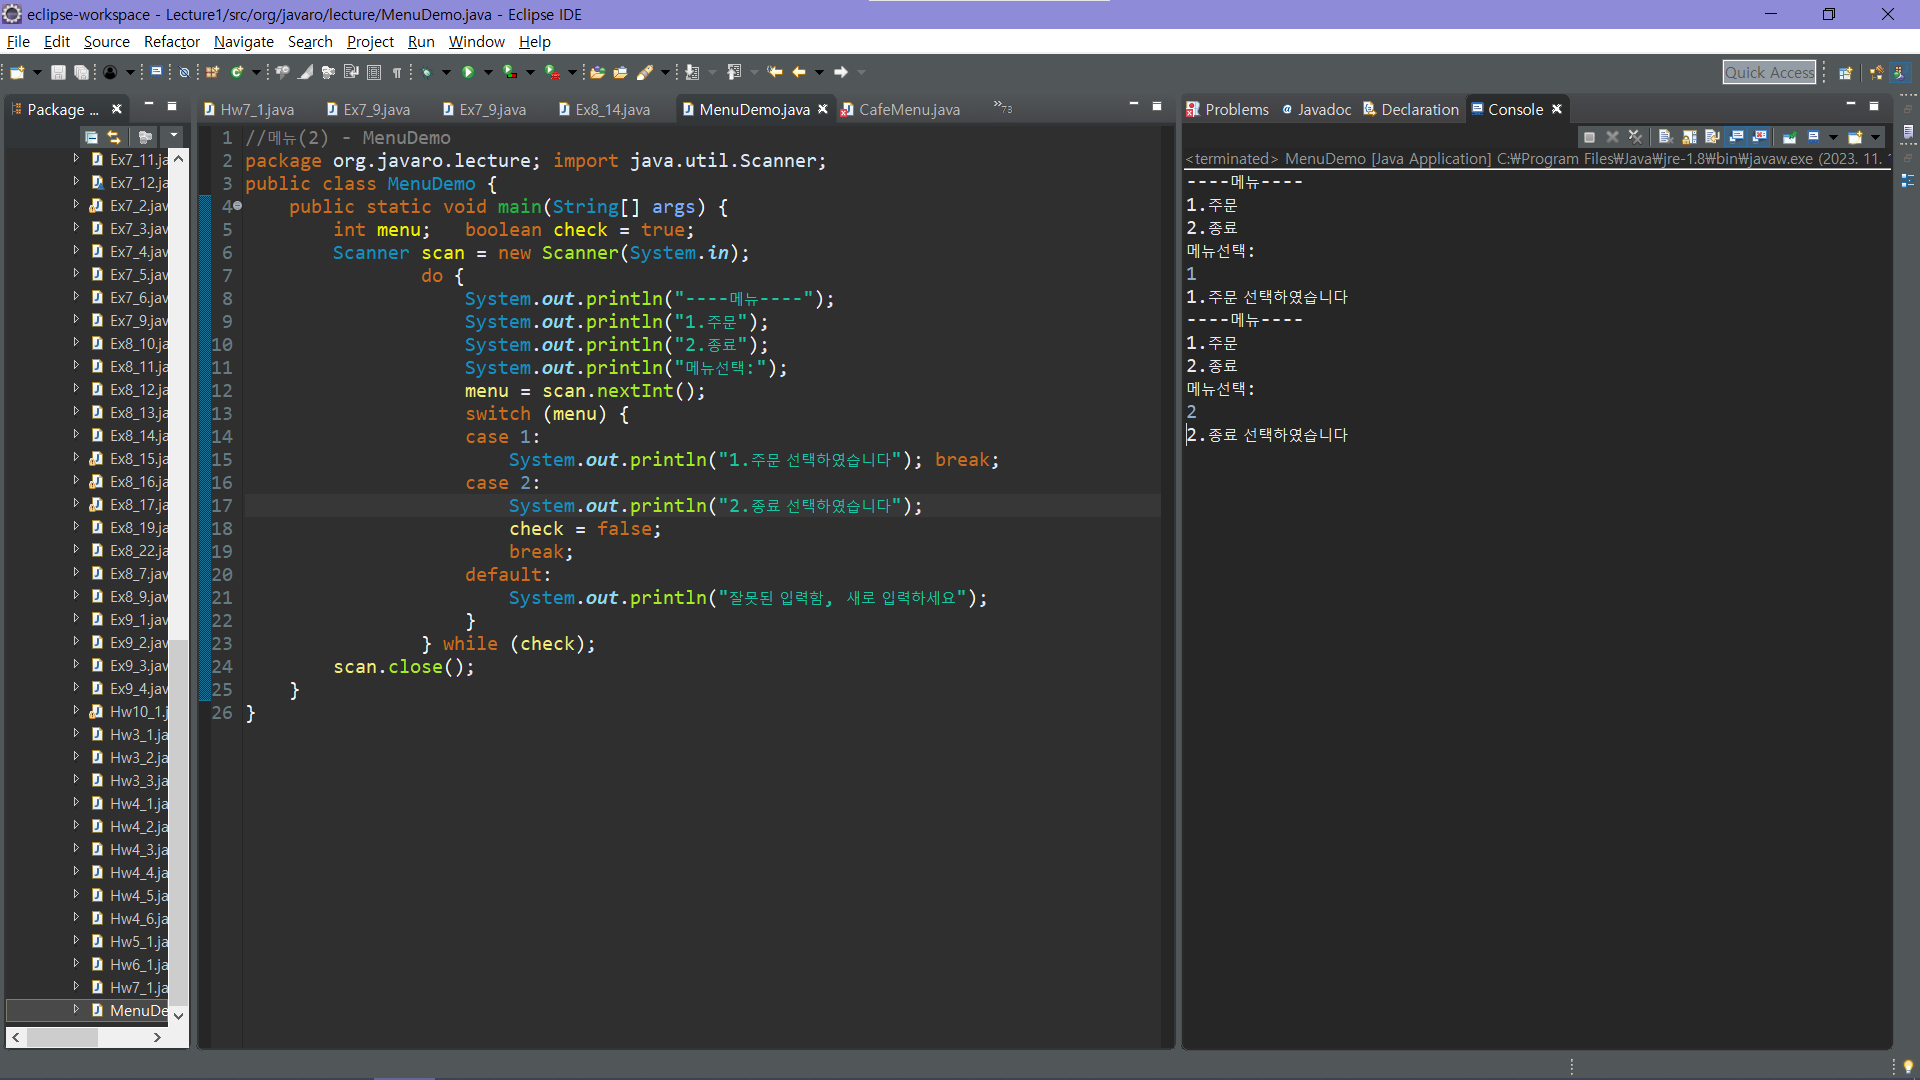 eclipse-workspace - Lecture1/src/org/javaro/lecture/MenuDemo.java - Eclipse IDE
File Edit Source Refactor Navigate Search Project Run Window Help
Quick Access
Package ...
Ex7_11.ja
Ex7_12.ja
Ex7_2.jav
Ex7_3.jav
Ex7_4.jav
Ex7_5.jav
Ex7_6.jav
Ex7_9.jav
Ex8_10.ja
Ex8_11.ja
Ex8_12.ja
Ex8_13.ja
Ex8_14.ja
Ex8_15.ja
Ex8_16.ja
Ex8_17.ja
Ex8_19.ja
Ex8_22.ja
Ex8_7.jav
Ex8_9.jav
Ex9_1.jav
Ex9_2.jav
Ex9_3.jav
Ex9_4.jav
Hw10_1.j
Hw3_1.ja
Hw3_2.ja
Hw3_3.ja
Hw4_1.ja
Hw4_2.ja
Hw4_3.ja
Hw4_4.ja
Hw4_5.ja
Hw4_6.ja
Hw5_1.ja
Hw6_1.ja
Hw7_1.ja
MenuDe
Hw7_1.java Ex7_9.java Ex7_9.java Ex8_14.java MenuDemo.java CafeMenu.java »73
1 //메뉴(2) - MenuDemo
2 package org.javaro.lecture; import java.util.Scanner;
3 public class MenuDemo {
4 public static void main(String[] args) {
5 int menu; boolean check = true;
6 Scanner scan = new Scanner(System.in);
7 do {
8 System.out.println("----메뉴----");
9 System.out.println("1.주문");
10 System.out.println("2.종료");
11 System.out.println("메뉴선택:");
12 menu = scan.nextInt();
13 switch (menu) {
14 case 1:
15 System.out.println("1.주문 선택하였습니다"); break;
16 case 2:
17 System.out.println("2.종료 선택하였습니다");
18 check = false;
19 break;
20 default:
21 System.out.println("잘못된 입력함, 새로 입력하세요");
22 }
23 } while (check);
24 scan.close();
25 }
26 }
Problems Javadoc Declaration Console
<terminated> MenuDemo [Java Application] C:₩Program Files₩Java₩jre-1.8₩bin₩javaw.exe (2023. 11.
----메뉴----
1.주문
2.종료
메뉴선택:
1
1.주문 선택하였습니다
----메뉴----
1.주문
2.종료
메뉴선택:
2
2.종료 선택하였습니다